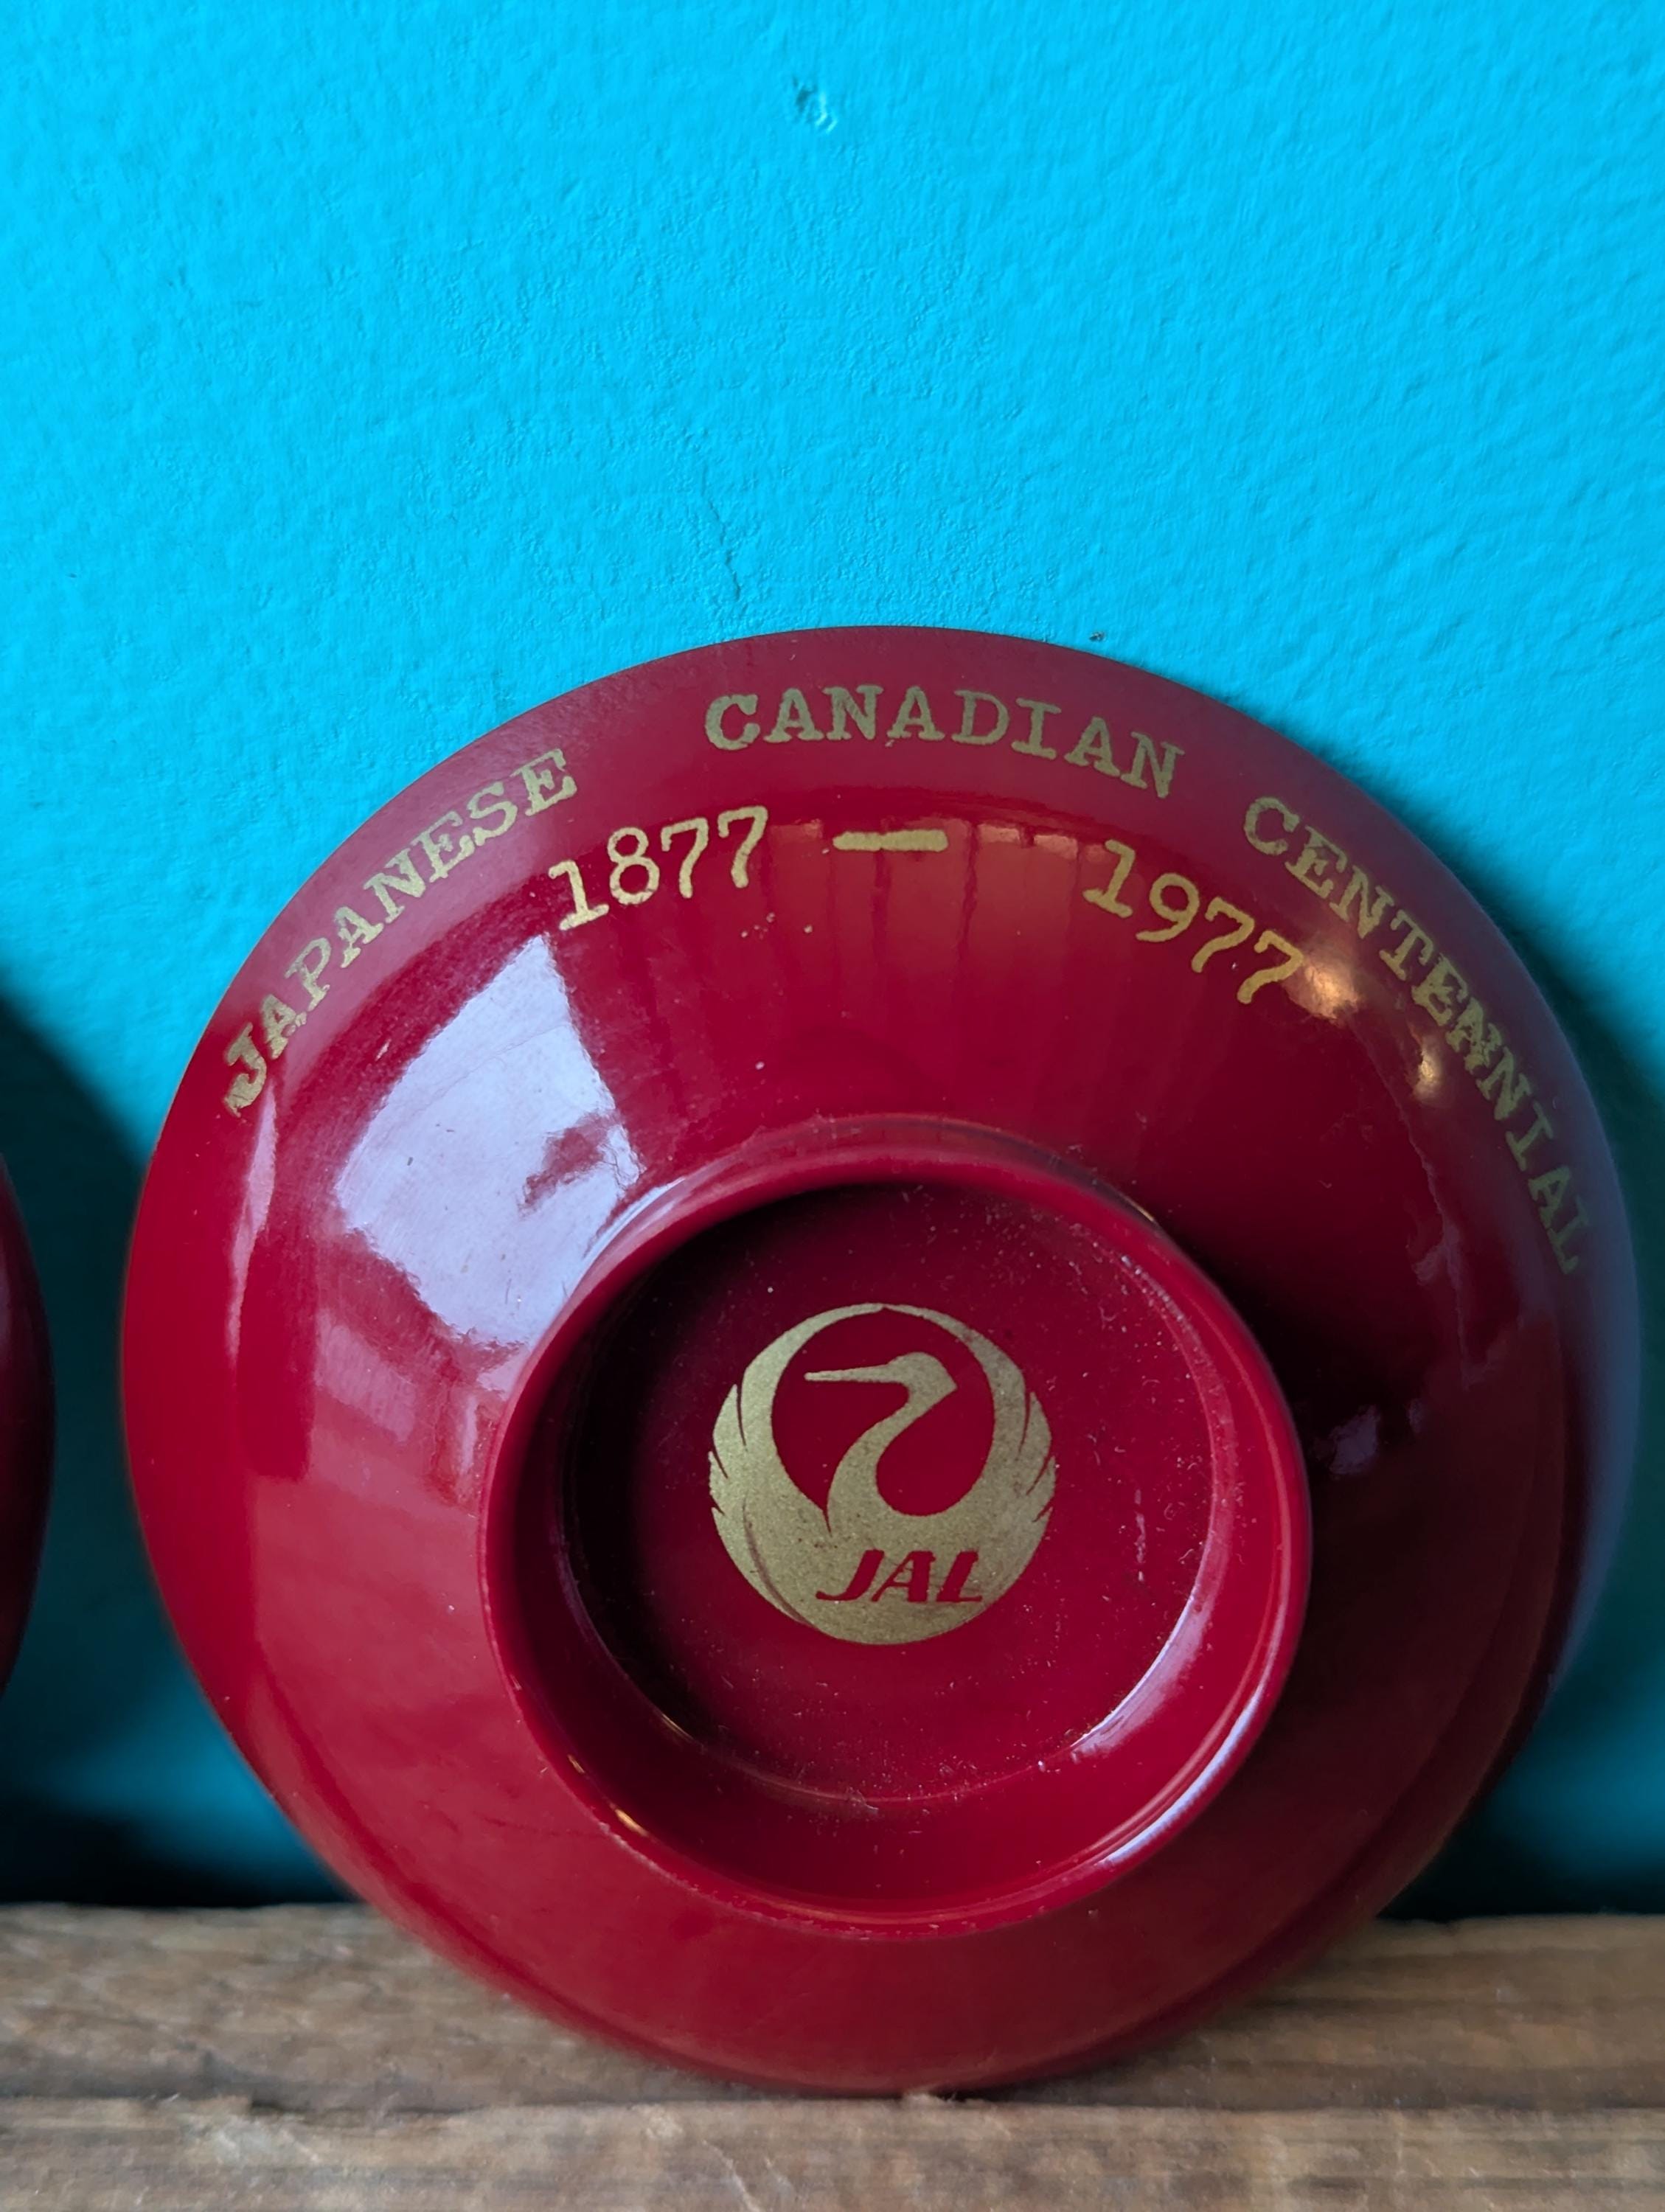 JAPANESE CANADIAN CENTENNIAL
1877 — 1977
JAL